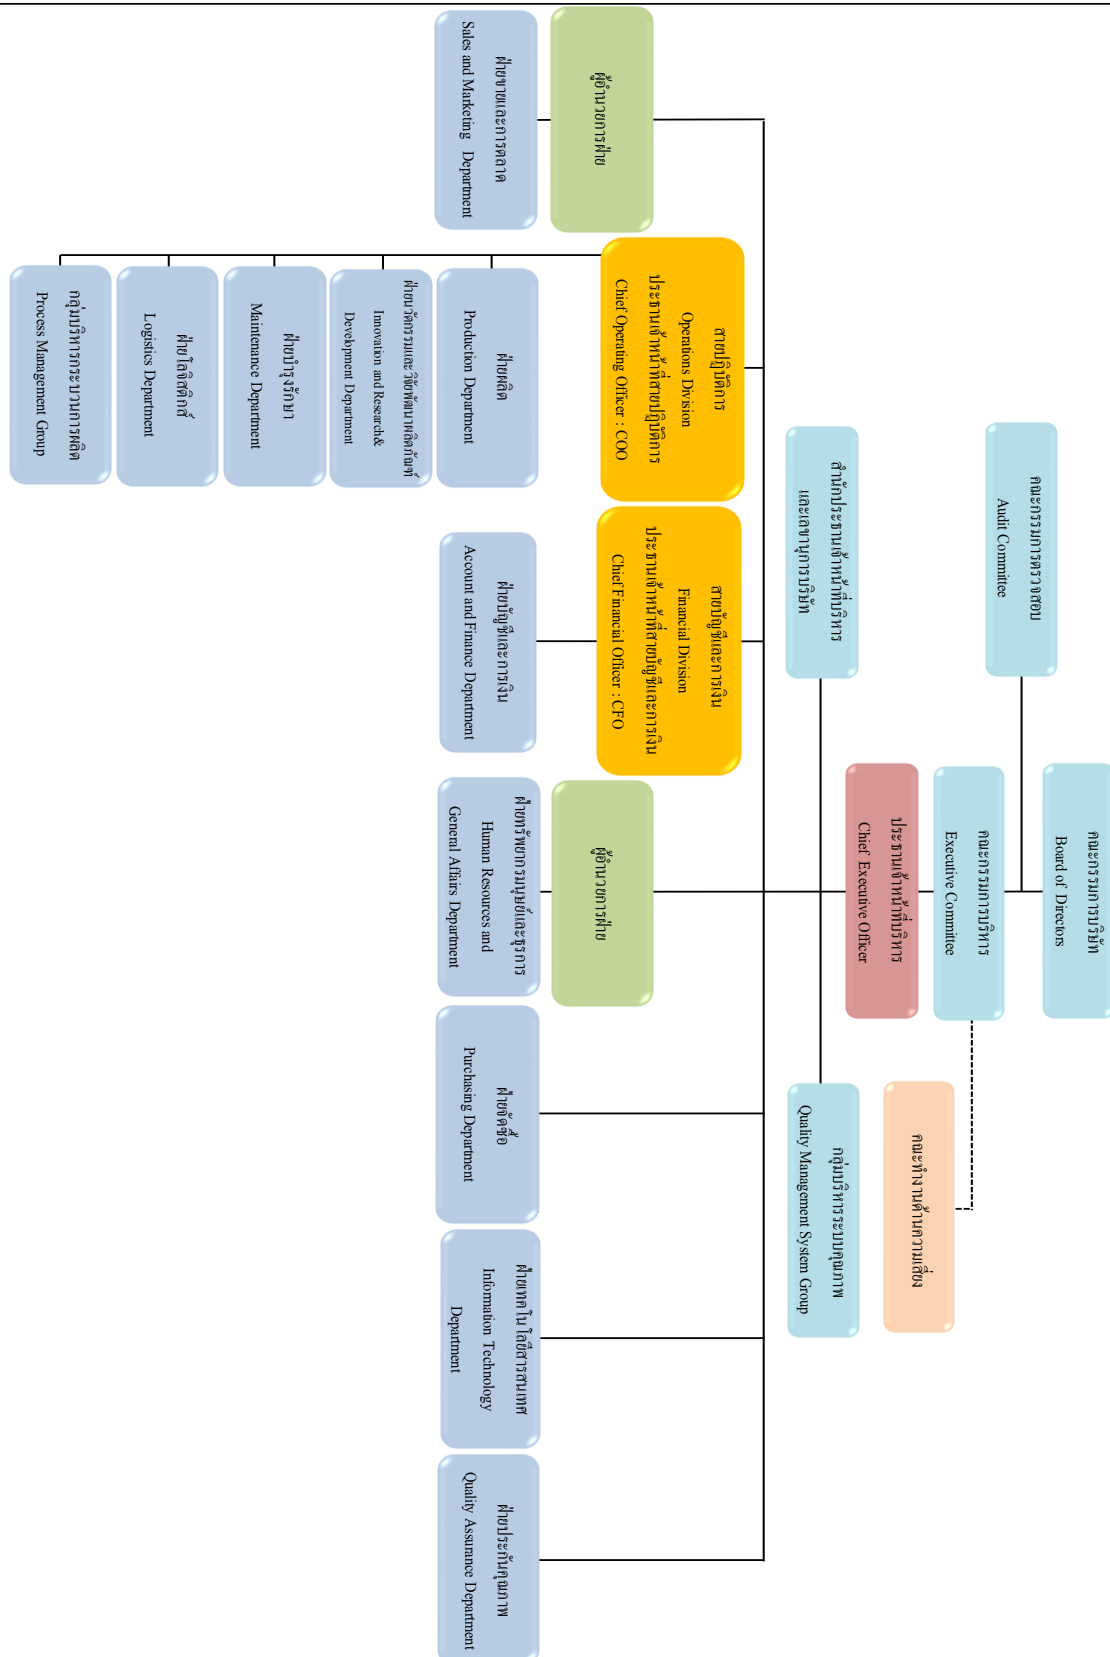 คณะกรรมการบริษัท
Board of Directors
คณะกรรมการตรวจสอบ
Audit Committee
คณะกรรมการบริหาร
Executive Committee
คณะทำงานด้านความเสี่ยง
ประธานเจ้าหน้าที่บริหาร
Chief Executive Officer
สำนักประธานเจ้าหน้าที่บริหาร
และเลขานุการบริษัท
กลุ่มบริหารระบบคุณภาพ
Quality Management System Group
ผู้อำนวยการฝ่าย
สายปฏิบัติการ
Operations Division
ประธานเจ้าหน้าที่สายปฏิบัติการ
Chief Operating Officer : COO
สายบัญชีและการเงิน
Financial Division
ประธานเจ้าหน้าที่สายบัญชีและการเงิน
Chief Financial Officer : CFO
ผู้อำนวยการฝ่าย
ฝ่ายขายและการตลาด
Sales and Marketing Department
ฝ่ายผลิต
Production Department
ฝ่ายนวัตกรรมและวิจัยพัฒนาผลิตภัณฑ์
Innovation and Research&
Development Department
ฝ่ายบำรุงรักษา
Maintenance Department
ฝ่ายโลจิสติกส์
Logistics Department
กลุ่มบริหารกระบวนการผลิต
Process Management Group
ฝ่ายบัญชีและการเงิน
Account and Finance Department
ฝ่ายทรัพยากรมนุษย์และธุรการ
Human Resources and
General Affairs Department
ฝ่ายจัดซื้อ
Purchasing Department
ฝ่ายเทคโนโลยีสารสนเทศ
Information Technology
Department
ฝ่ายประกันคุณภาพ
Quality Assurance Department